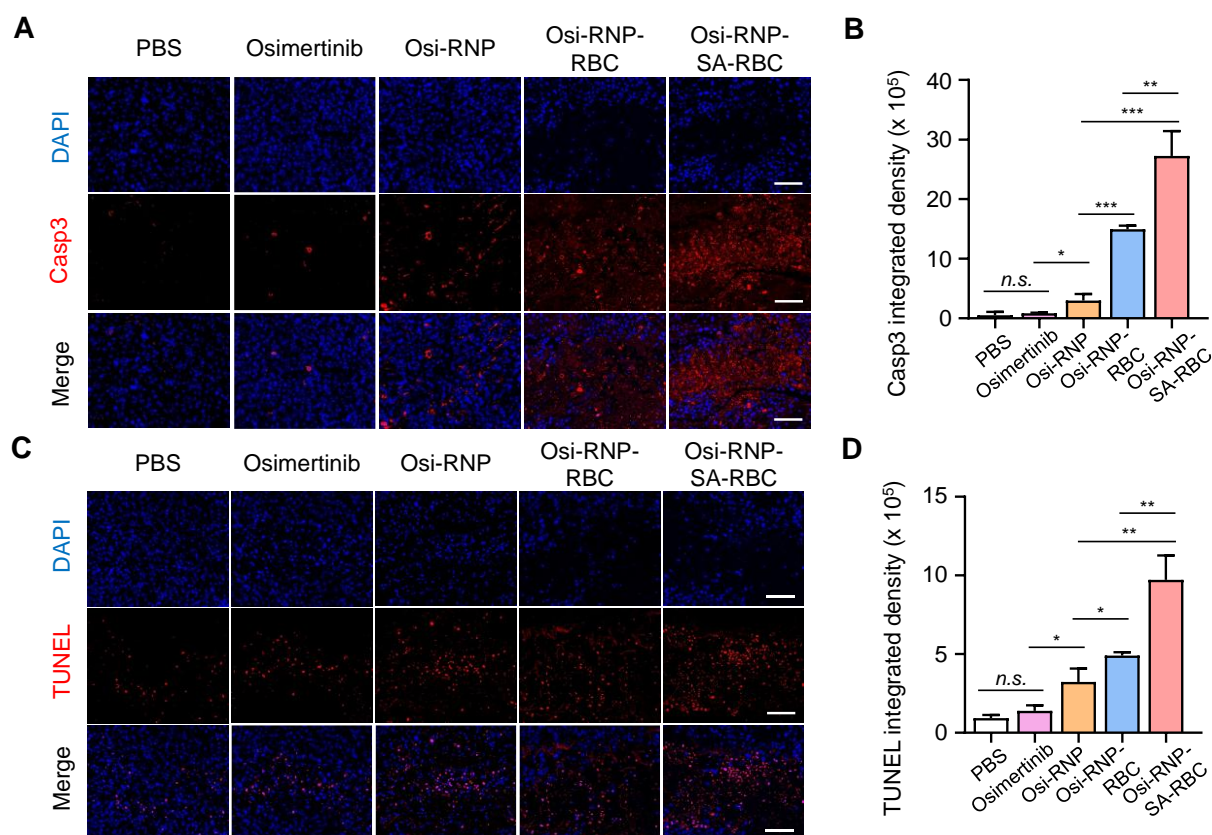 A
PBS
Osimertinib
Osi-RNP
Osi-RNP-
RBC
Osi-RNP-
SA-RBC
DAPI
Casp3
Merge
B
Casp3 integrated density (x 10⁵)
40
30
20
10
0
**
***
***
*
n.s.
PBS
Osimertinib
Osi-RNP
Osi-RNP-
RBC
Osi-RNP-
SA-RBC
C
PBS
Osimertinib
Osi-RNP
Osi-RNP-
RBC
Osi-RNP-
SA-RBC
DAPI
TUNEL
Merge
D
TUNEL integrated density (x 10⁵)
15
10
5
0
**
**
*
*
n.s.
PBS
Osimertinib
Osi-RNP
Osi-RNP-
RBC
Osi-RNP-
SA-RBC